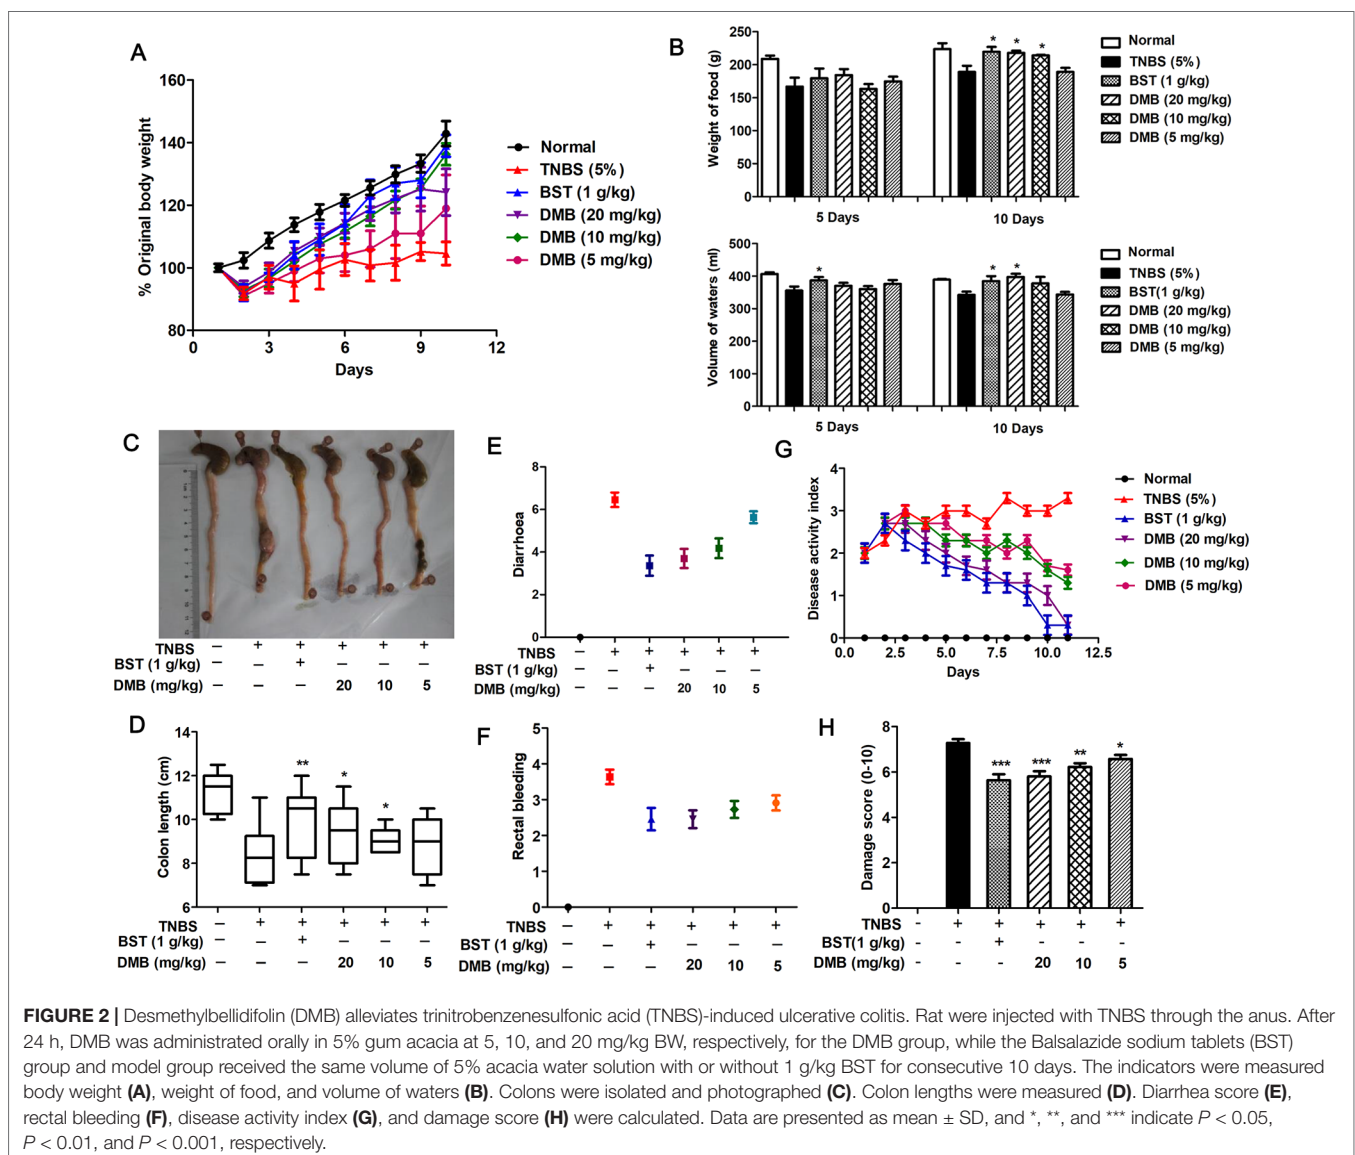 A
160
140
120
100
80
% Original body weight
0 3 6 9 12
Days
Normal
TNBS (5%)
BST (1 g/kg)
DMB (20 mg/kg)
DMB (10 mg/kg)
DMB (5 mg/kg)
B
250
200
150
100
50
0
Weight of food (g)
* * *
5 Days 10 Days
Normal
TNBS (5%)
BST (1 g/kg)
DMB (20 mg/kg)
DMB (10 mg/kg)
DMB (5 mg/kg)
500
400
300
200
100
0
Volume of waters (ml)
* * *
5 Days 10 Days
Normal
TNBS (5%)
BST(1 g/kg)
DMB (20 mg/kg)
DMB (10 mg/kg)
DMB (5 mg/kg)
C
TNBS – + + + + +
BST (1 g/kg) – – + – – –
DMB (mg/kg) – – – 20 10 5
E
8
6
4
2
0
Diarrhoea
TNBS – + + + + +
BST (1 g/kg) – – + – – –
DMB (mg/kg) – – – 20 10 5
G
4
3
2
1
0
Disease activity index
0.0 2.5 5.0 7.5 10.0 12.5
Days
Normal
TNBS (5%)
BST (1 g/kg)
DMB (20 mg/kg)
DMB (10 mg/kg)
DMB (5 mg/kg)
D
14
12
10
8
6
Colon length (cm)
** * *
TNBS – + + + + +
BST (1 g/kg) – – + – – –
DMB (mg/kg) – – – 20 10 5
F
5
4
3
2
1
0
Rectal bleeding
TNBS – + + + + +
BST (1 g/kg) – – + – – –
DMB (mg/kg) – – – 20 10 5
H
8
6
4
2
0
Damage score (0-10)
*** *** ** *
TNBS - + + + + +
BST(1 g/kg) - - + - - -
DMB (mg/kg) - - - 20 10 5
FIGURE 2 | Desmethylbellidifolin (DMB) alleviates trinitrobenzenesulfonic acid (TNBS)-induced ulcerative colitis. Rat were injected with TNBS through the anus. After
24 h, DMB was administrated orally in 5% gum acacia at 5, 10, and 20 mg/kg BW, respectively, for the DMB group, while the Balsalazide sodium tablets (BST)
group and model group received the same volume of 5% acacia water solution with or without 1 g/kg BST for consecutive 10 days. The indicators were measured
body weight (A), weight of food, and volume of waters (B). Colons were isolated and photographed (C). Colon lengths were measured (D). Diarrhea score (E),
rectal bleeding (F), disease activity index (G), and damage score (H) were calculated. Data are presented as mean ± SD, and *, **, and *** indicate P < 0.05,
P < 0.01, and P < 0.001, respectively.